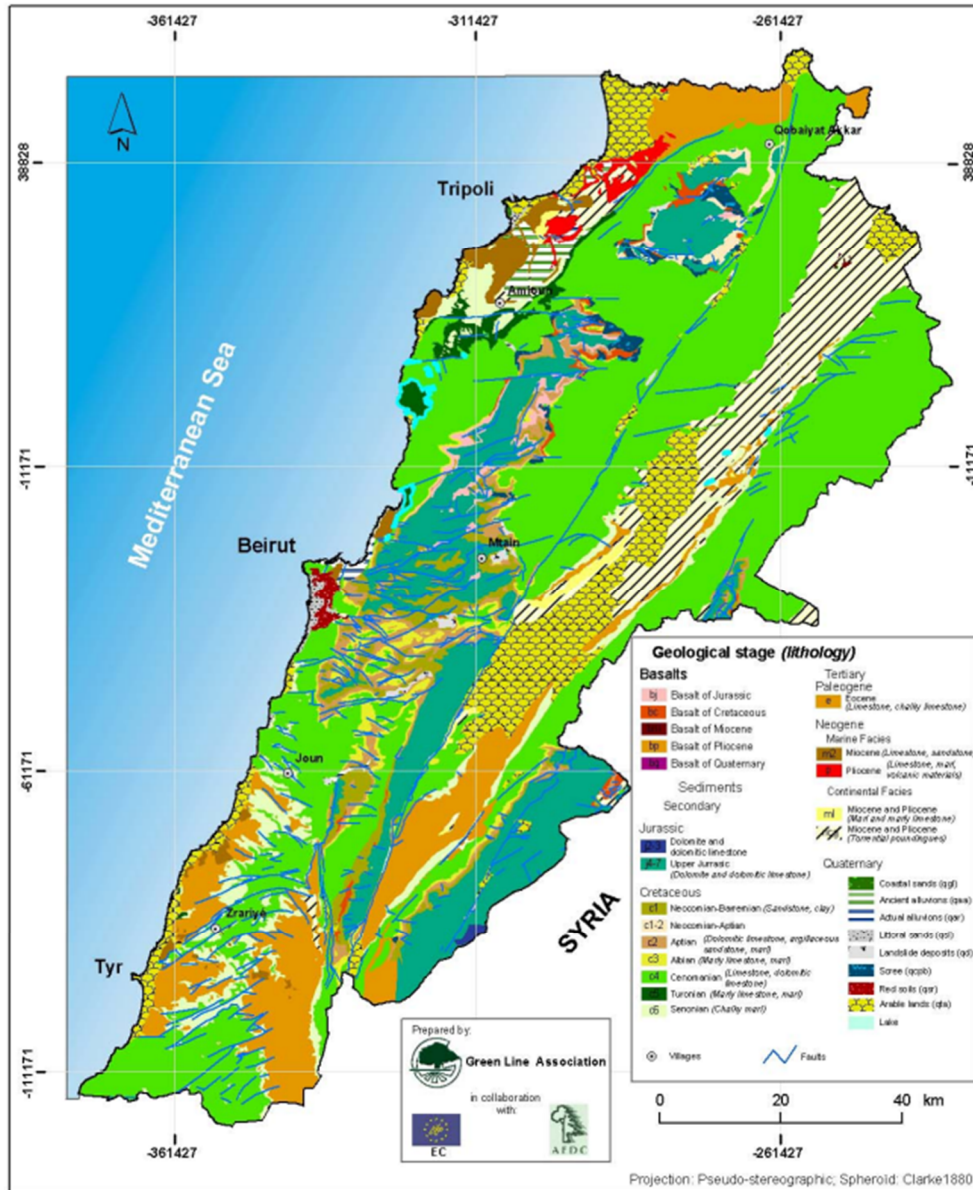 -361427
-311427
-261427
N
38828
38828
Qobaiyat Akkar
Tripoli
Amioun
Mediterranean Sea
-11171
-11171
Beirut
Mtain
-61171
Joun
Zrariye
Tyr
SYRIA
-111171
Geological stage (lithology)
Basalts
bj Basalt of Jurassic
bc Basalt of Cretaceous
Basalt of Miocene
bp Basalt of Pliocene
bq Basalt of Quaternary
Sediments
Secondary
Jurassic
Dolomite and
dolomitic limestone
j4-7 Upper Jurrasic
(Dolomite and dolomitic limestone)
Cretaceous
c1 Neocomian-Barremian (Sandstone, clay)
c1-2 Neocomian-Aptian
c2 Aptian (Dolomitic limestone, argillaceous
sandstone, marl)
c3 Albian (Marly limestone, marl)
c4 Cenomanian (Limestone, dolomitic
limestone)
c5 Turonian (Marly limestone, marl)
c6 Senonian (Chalky marl)
Tertiary
Paleogene
e Eocene
(Limestone, chalky limestone)
Neogene
Marine Facies
m2 Miocene (Limestone, sandstone)
Pliocene (Limestone, marl,
volcanic materials)
Continental Facies
ml Miocene and Pliocene
(Marl and marly limestone)
Miocene and Pliocene
(Torrential poundingues)
Quaternary
Coastal sands (qgl)
Ancient alluvions (qaa)
Actual alluvions (qar)
Littoral sands (qsl)
Landslide deposits (qd)
Scree (qcpb)
Red soils (qsr)
Arable lands (qta)
Lake
Villages
Faults
Prepared by:
Green Line Association
in collaboration
with:
EC
AFDC
0 20 40 km
-361427
-261427
Projection: Pseudo-stereographic; Spheroid: Clarke1880